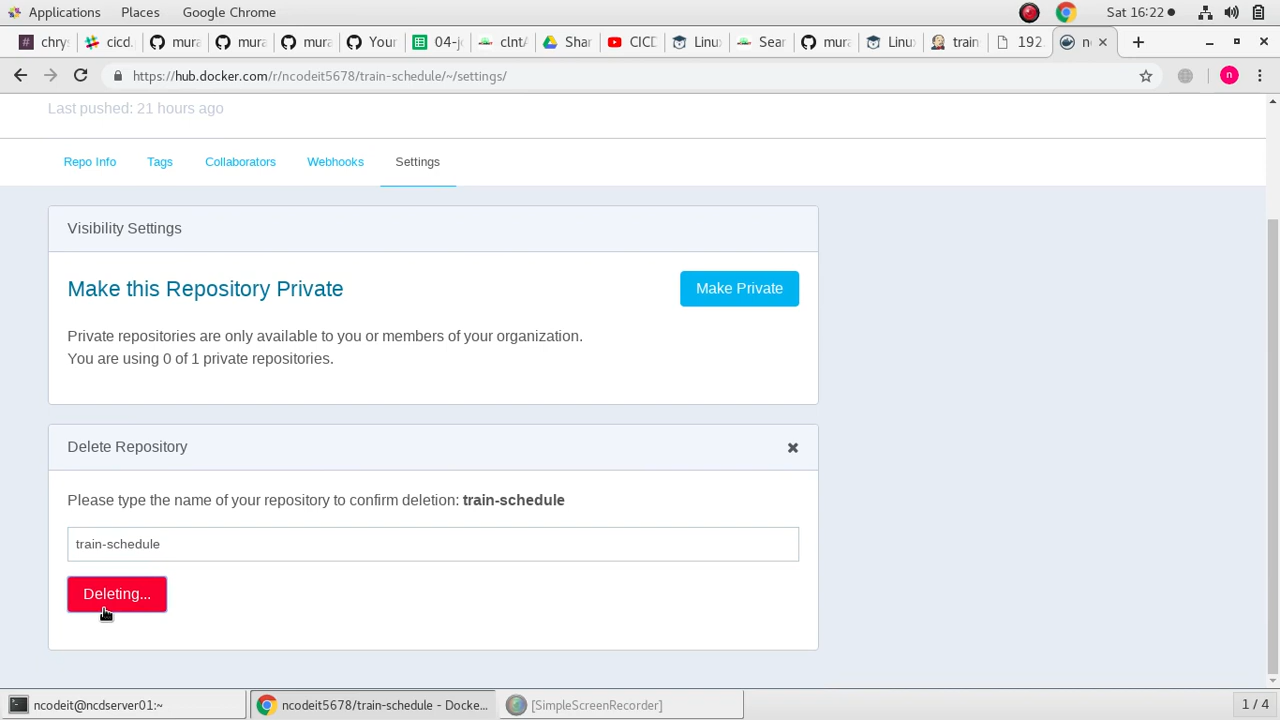 Applications Places Google Chrome Sat 16:22
chry
cicd.
mura
mura
mura
Your
04-jo
clntA
Shar
CICD
Linu
Sear
mura
Linu
train
192.
n
https://hub.docker.com/r/ncodeit5678/train-schedule/~/settings/
n
Last pushed: 21 hours ago
Repo Info Tags Collaborators Webhooks Settings
Visibility Settings
Make this Repository Private
Make Private
Private repositories are only available to you or members of your organization.
You are using 0 of 1 private repositories.
Delete Repository
Please type the name of your repository to confirm deletion: train-schedule
train-schedule
Deleting...
ncodeit@ncdserver01:~
ncodeit5678/train-schedule - Docke...
[SimpleScreenRecorder]
1 / 4